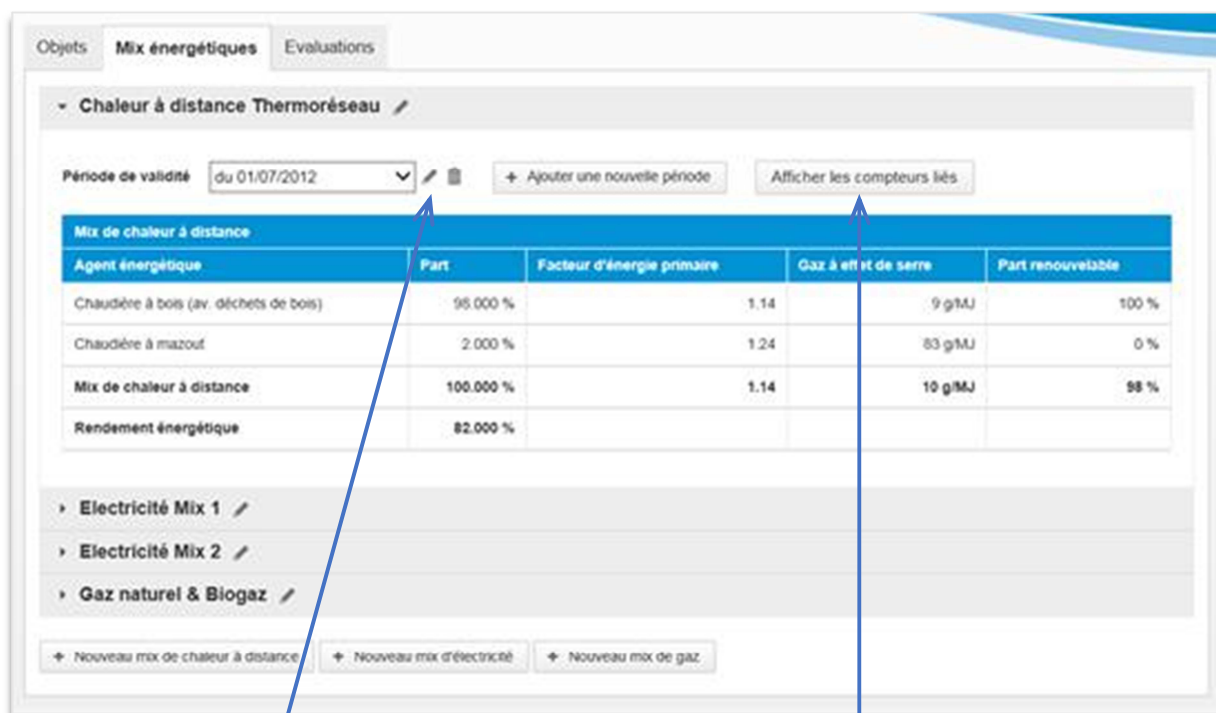 Objets Mix énergétiques Evaluations
Chaleur à distance Thermoréseau
Période de validité du 01/07/2012 + Ajouter une nouvelle période Afficher les compteurs liés
Mix de chaleur à distance
Agent énergétique Part Facteur d'énergie primaire Gaz à effet de serre Part renouvelable
Chaudière à bois (av. déchets de bois) 98.000 % 1.14 9 g/MJ 100 %
Chaudière à mazout 2.000 % 1.24 83 g/MJ 0 %
Mix de chaleur à distance 100.000 % 1.14 10 g/MJ 98 %
Rendement énergétique 82.000 %
Electricité Mix 1
Electricité Mix 2
Gaz naturel & Biogaz
+ Nouveau mix de chaleur à distance + Nouveau mix d'électricité + Nouveau mix de gaz